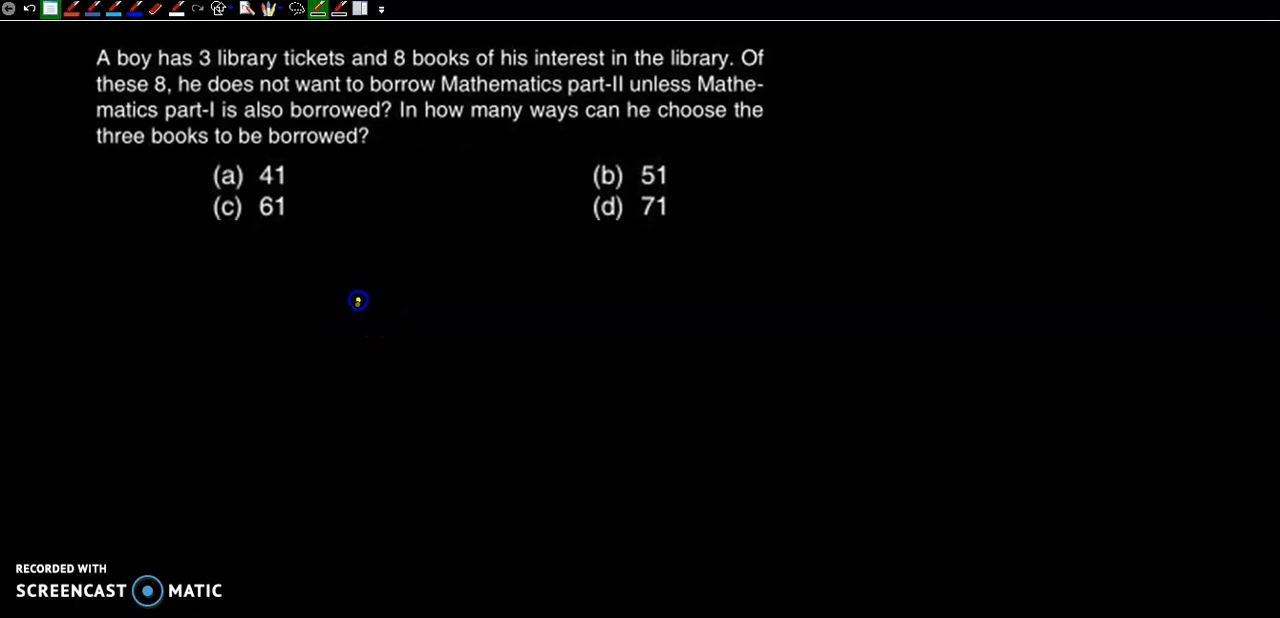 A boy has 3 library tickets and 8 books of his interest in the library. Of
these 8, he does not want to borrow Mathematics part-II unless Mathe-
matics part-I is also borrowed? In how many ways can he choose the
three books to be borrowed?
(a) 41 (b) 51
(c) 61 (d) 71
RECORDED WITH
SCREENCAST MATIC